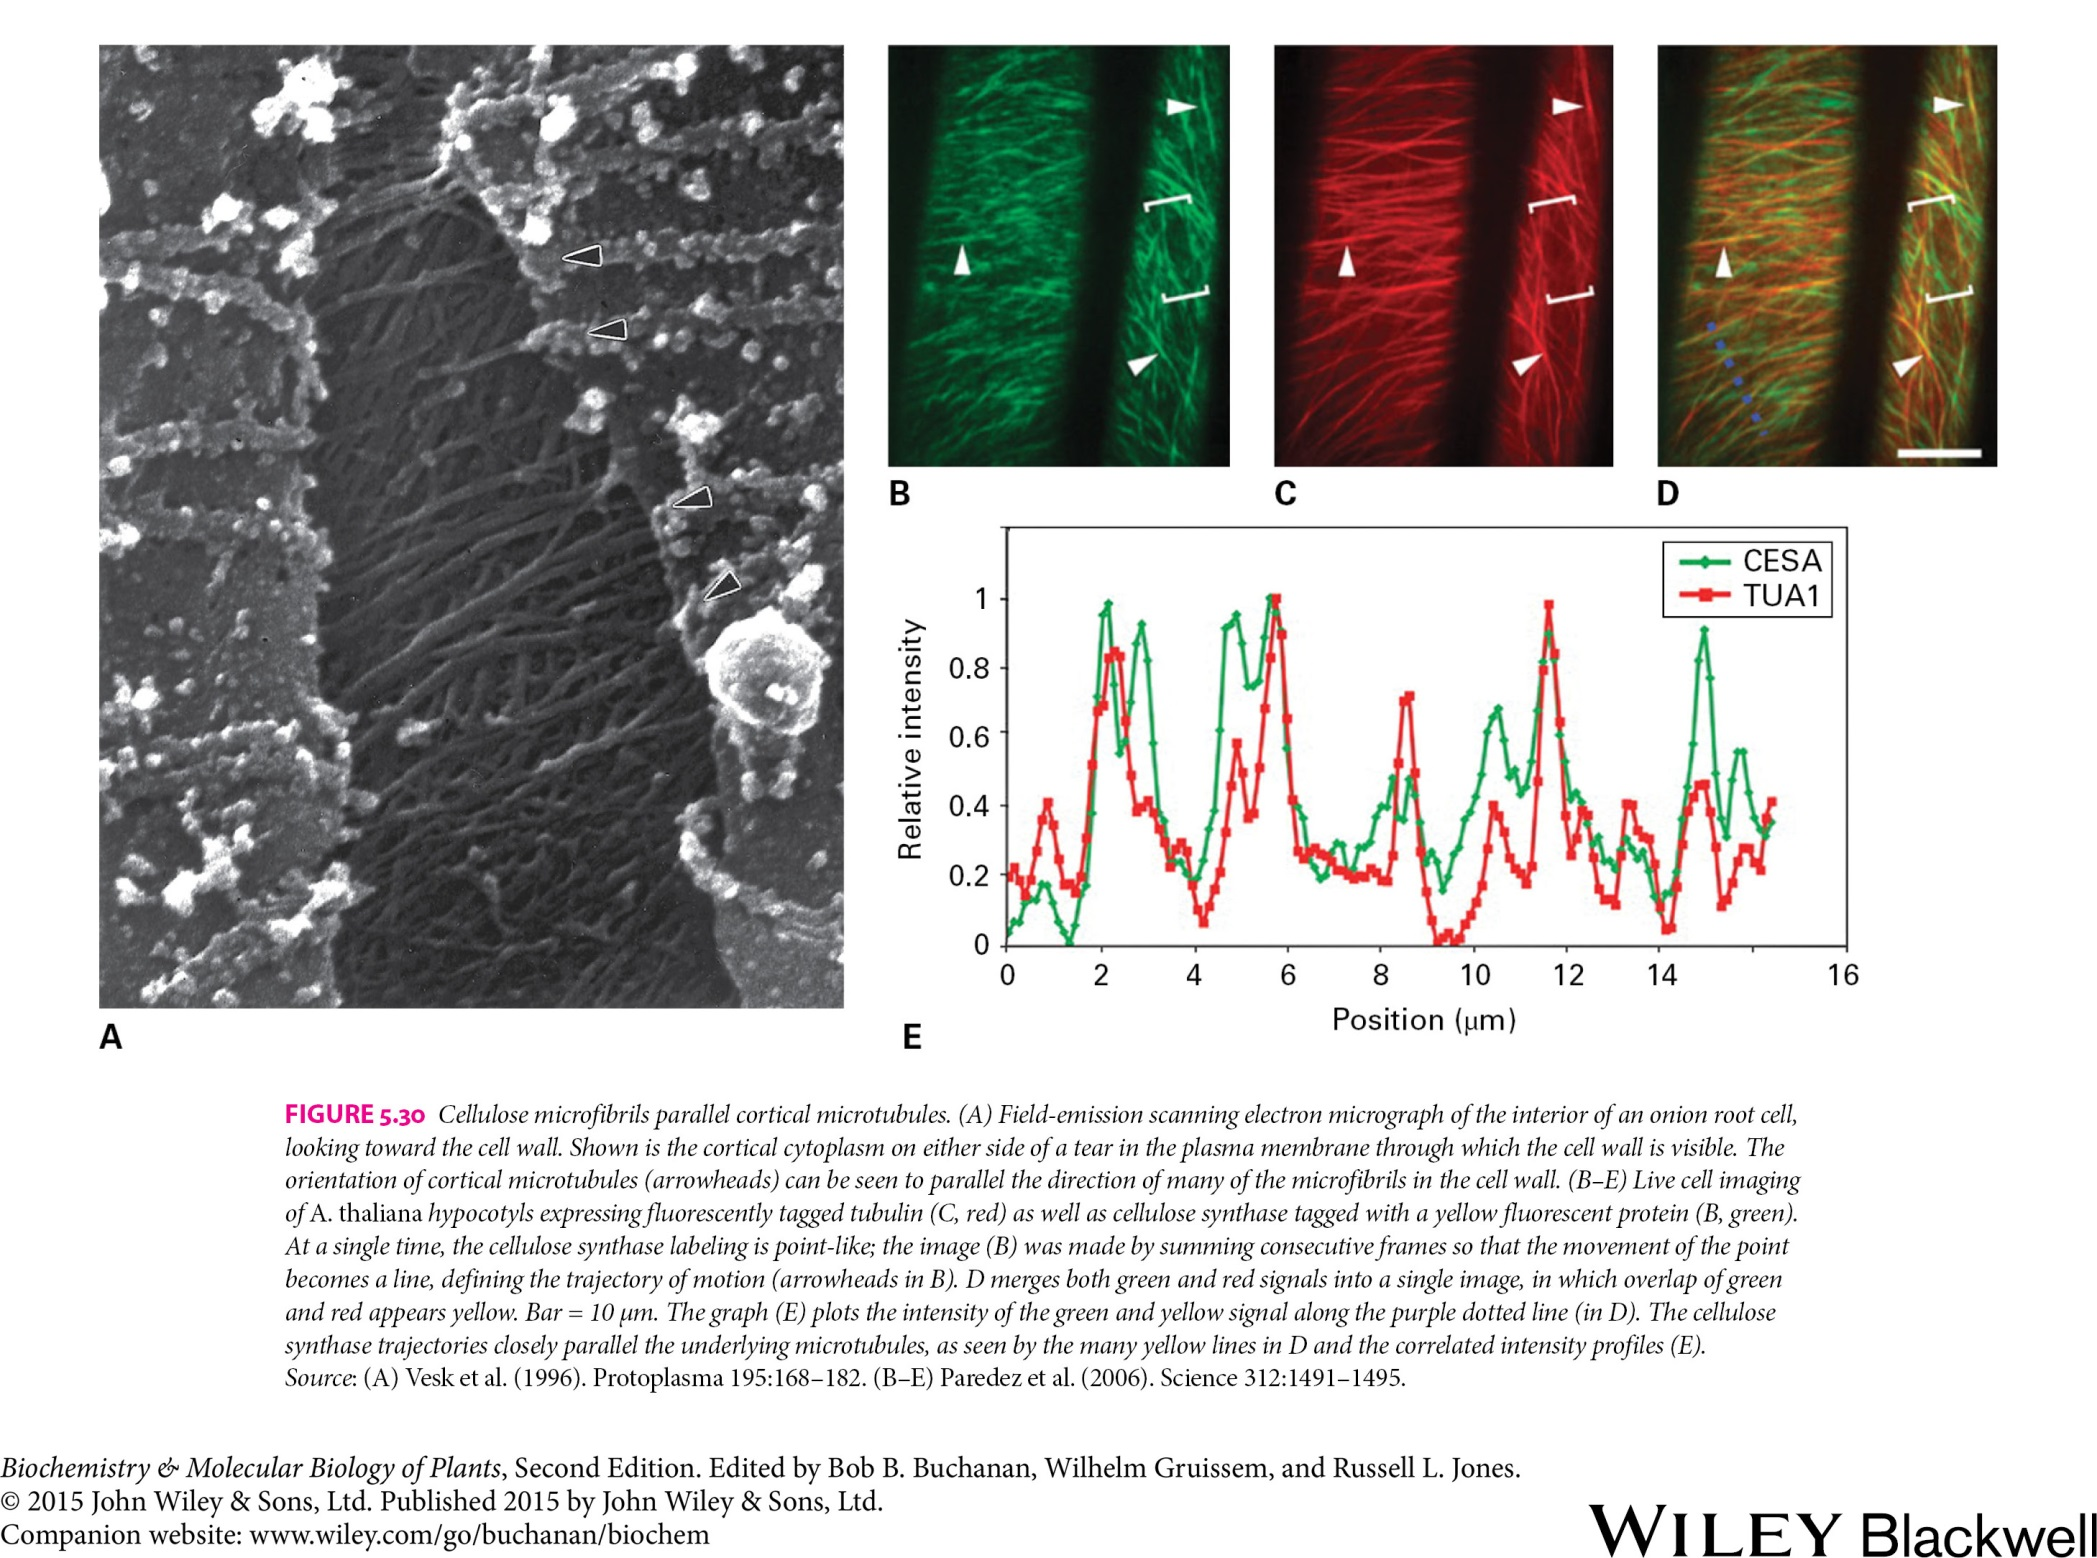 B
C
D
CESA
TUA1
Relative intensity
1
0.8
0.6
0.4
0.2
0
0 2 4 6 8 10 12 14 16
Position (μm)
A
E
FIGURE 5.30 Cellulose microfibrils parallel cortical microtubules. (A) Field-emission scanning electron micrograph of the interior of an onion root cell,
looking toward the cell wall. Shown is the cortical cytoplasm on either side of a tear in the plasma membrane through which the cell wall is visible. The
orientation of cortical microtubules (arrowheads) can be seen to parallel the direction of many of the microfibrils in the cell wall. (B–E) Live cell imaging
of A. thaliana hypocotyls expressing fluorescently tagged tubulin (C, red) as well as cellulose synthase tagged with a yellow fluorescent protein (B, green).
At a single time, the cellulose synthase labeling is point-like; the image (B) was made by summing consecutive frames so that the movement of the point
becomes a line, defining the trajectory of motion (arrowheads in B). D merges both green and red signals into a single image, in which overlap of green
and red appears yellow. Bar = 10 μm. The graph (E) plots the intensity of the green and yellow signal along the purple dotted line (in D). The cellulose
synthase trajectories closely parallel the underlying microtubules, as seen by the many yellow lines in D and the correlated intensity profiles (E).
Source: (A) Vesk et al. (1996). Protoplasma 195:168–182. (B–E) Paredez et al. (2006). Science 312:1491–1495.
Biochemistry & Molecular Biology of Plants, Second Edition. Edited by Bob B. Buchanan, Wilhelm Gruissem, and Russell L. Jones.
© 2015 John Wiley & Sons, Ltd. Published 2015 by John Wiley & Sons, Ltd.
Companion website: www.wiley.com/go/buchanan/biochem
WILEY Blackwell